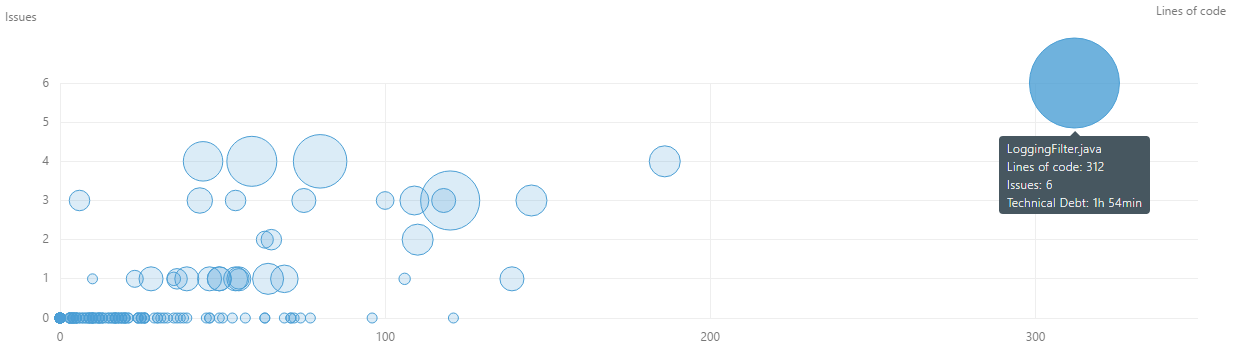 Lines of code
Issues
6
5
4
LoggingFilter.java
Lines of code: 312
Issues: 6
Technical Debt: 1h 54min
3
2
1
0
0 100 200 300